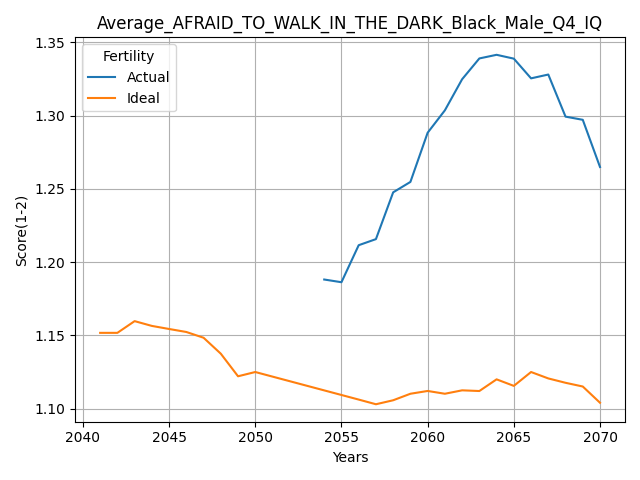 Average_AFRAID_TO_WALK_IN_THE_DARK_Black_Male_Q4_IQ
Fertility
Actual
Ideal
Score(1-2)
1.35
1.30
1.25
1.20
1.15
1.10
2040 2045 2050 2055 2060 2065 2070
Years